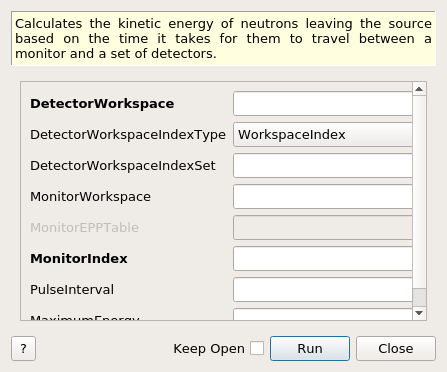 Calculates the kinetic energy of neutrons leaving the source
based on the time it takes for them to travel between a
monitor and a set of detectors.
DetectorWorkspace
DetectorWorkspaceIndexType WorkspaceIndex
DetectorWorkspaceIndexSet
MonitorWorkspace
MonitorEPPTable
MonitorIndex
PulseInterval
MaximumEnergy
? Keep Open Run Close